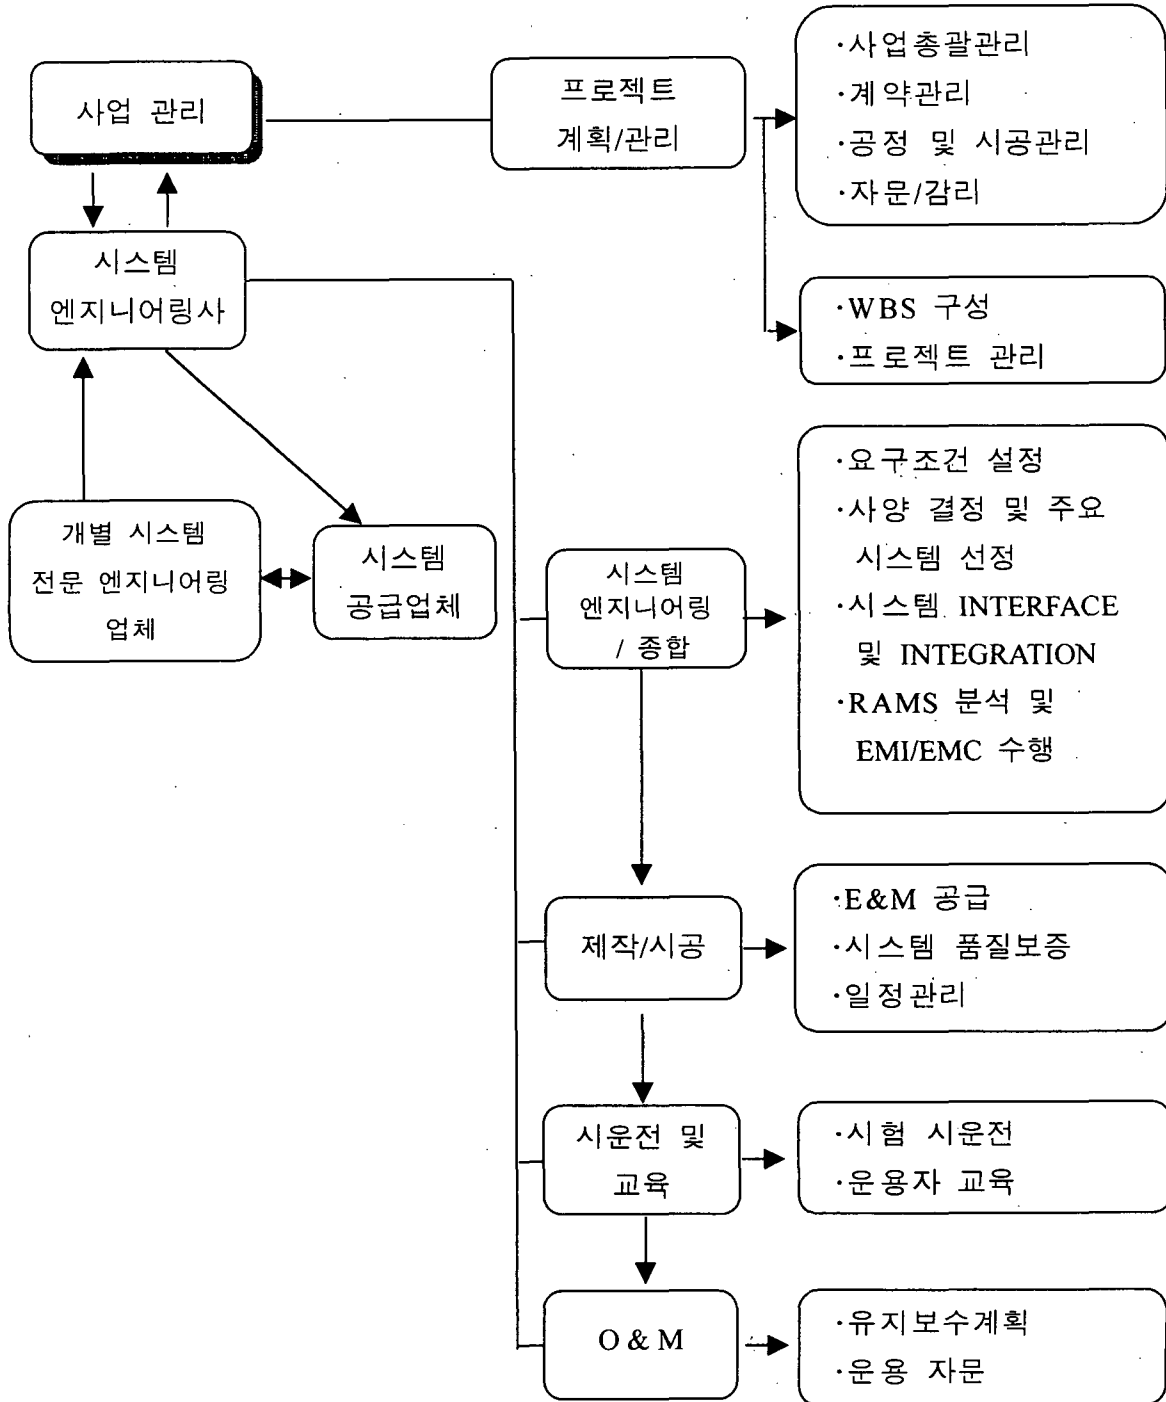 사업 관리
프로젝트
계획/관리
·사업총괄관리
·계약관리
·공정 및 시공관리
·자문/감리
시스템
엔지니어링사
·WBS 구성
·프로젝트 관리
개별 시스템
전문 엔지니어링
업체
시스템
공급업체
시스템
엔지니어링
/ 종합
·요구조건 설정
·사양 결정 및 주요
시스템 선정
·시스템 INTERFACE
및 INTEGRATION
·RAMS 분석 및
EMI/EMC 수행
제작/시공
·E&M 공급
·시스템 품질보증
·일정관리
시운전 및
교육
·시험 시운전
·운용자 교육
O & M
·유지보수계획
·운용 자문